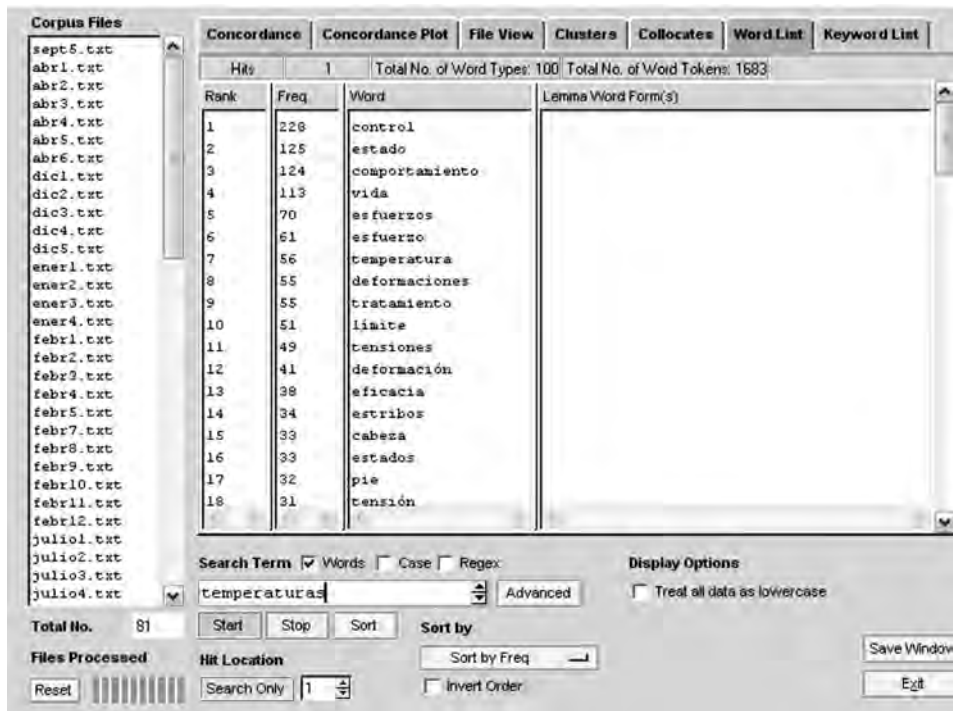 Corpus Files
sept5.txt
abr1.txt
abr2.txt
abr3.txt
abr4.txt
abr5.txt
abr6.txt
dic1.txt
dic2.txt
dic3.txt
dic4.txt
dic5.txt
ener1.txt
ener2.txt
ener3.txt
ener4.txt
febr1.txt
febr2.txt
febr3.txt
febr4.txt
febr5.txt
febr7.txt
febr8.txt
febr9.txt
febr10.txt
febr11.txt
febr12.txt
julio1.txt
julio2.txt
julio3.txt
julio4.txt
Total No. 81
Files Processed
Reset
Concordance Concordance Plot File View Clusters Collocates Word List Keyword List
Hits 1 Total No. of Word Types: 100 Total No. of Word Tokens: 1683
Rank Freq Word Lemma Word Form(s)
1 228 control
2 125 estado
3 124 comportamiento
4 113 vida
5 70 esfuerzos
6 61 esfuerzo
7 56 temperatura
8 55 deformaciones
9 55 tratamiento
10 51 límite
11 49 tensiones
12 41 deformación
13 38 eficacia
14 34 estribos
15 33 cabeza
16 33 estados
17 32 pie
18 31 tensión
Search Term Words Case Regex Display Options
temperaturas Advanced Treat all data as lowercase
Start Stop Sort Sort by
Hit Location Sort by Freq Save Window
Search Only 1 Invert Order Exit